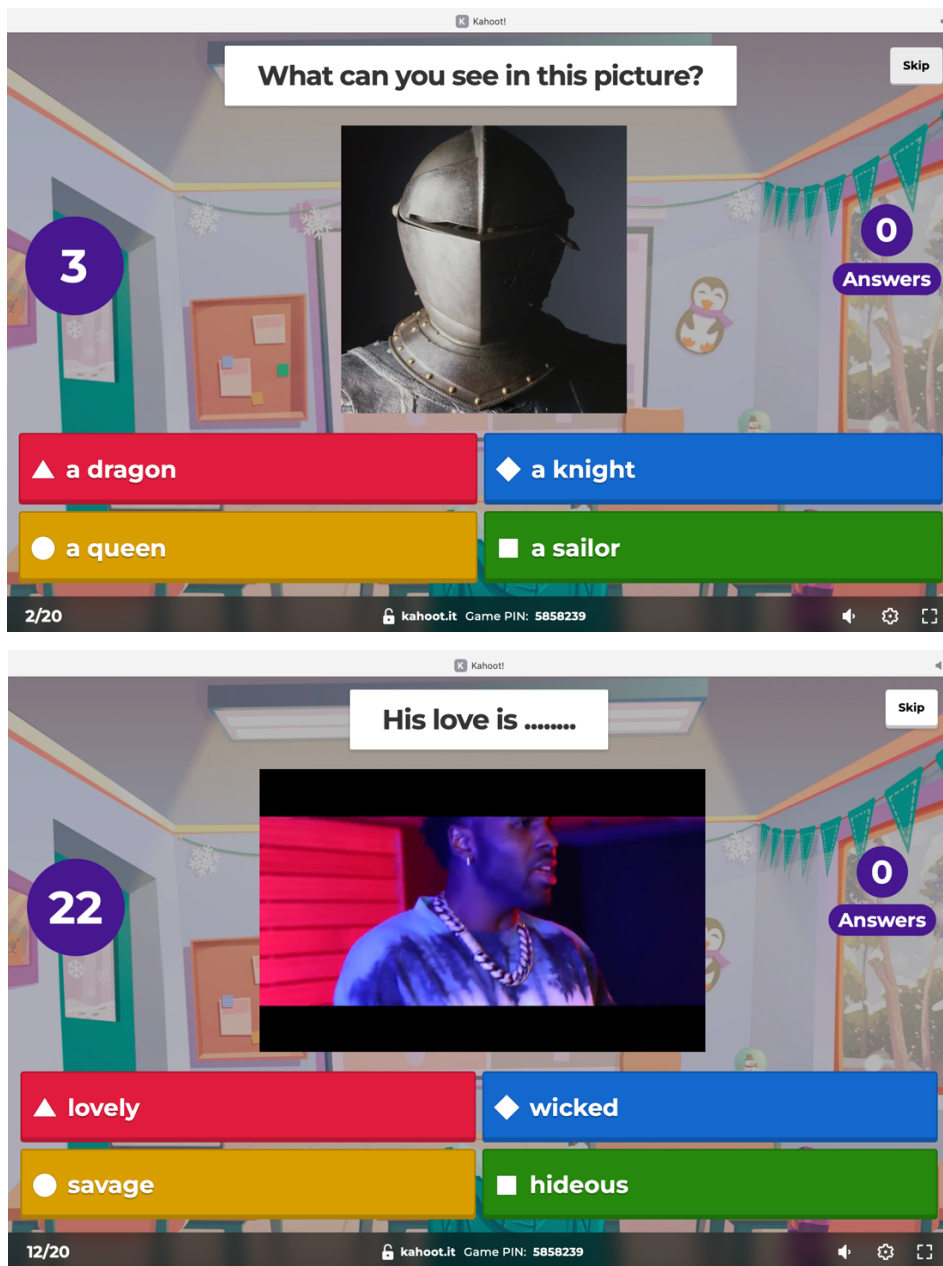 K Kahoot!
What can you see in this picture?
Skip
3
0
Answers
a dragon
a knight
a queen
a sailor
2/20
kahoot.it Game PIN: 5858239
K Kahoot!
His love is ........
Skip
22
0
Answers
lovely
wicked
savage
hideous
12/20
kahoot.it Game PIN: 5858239